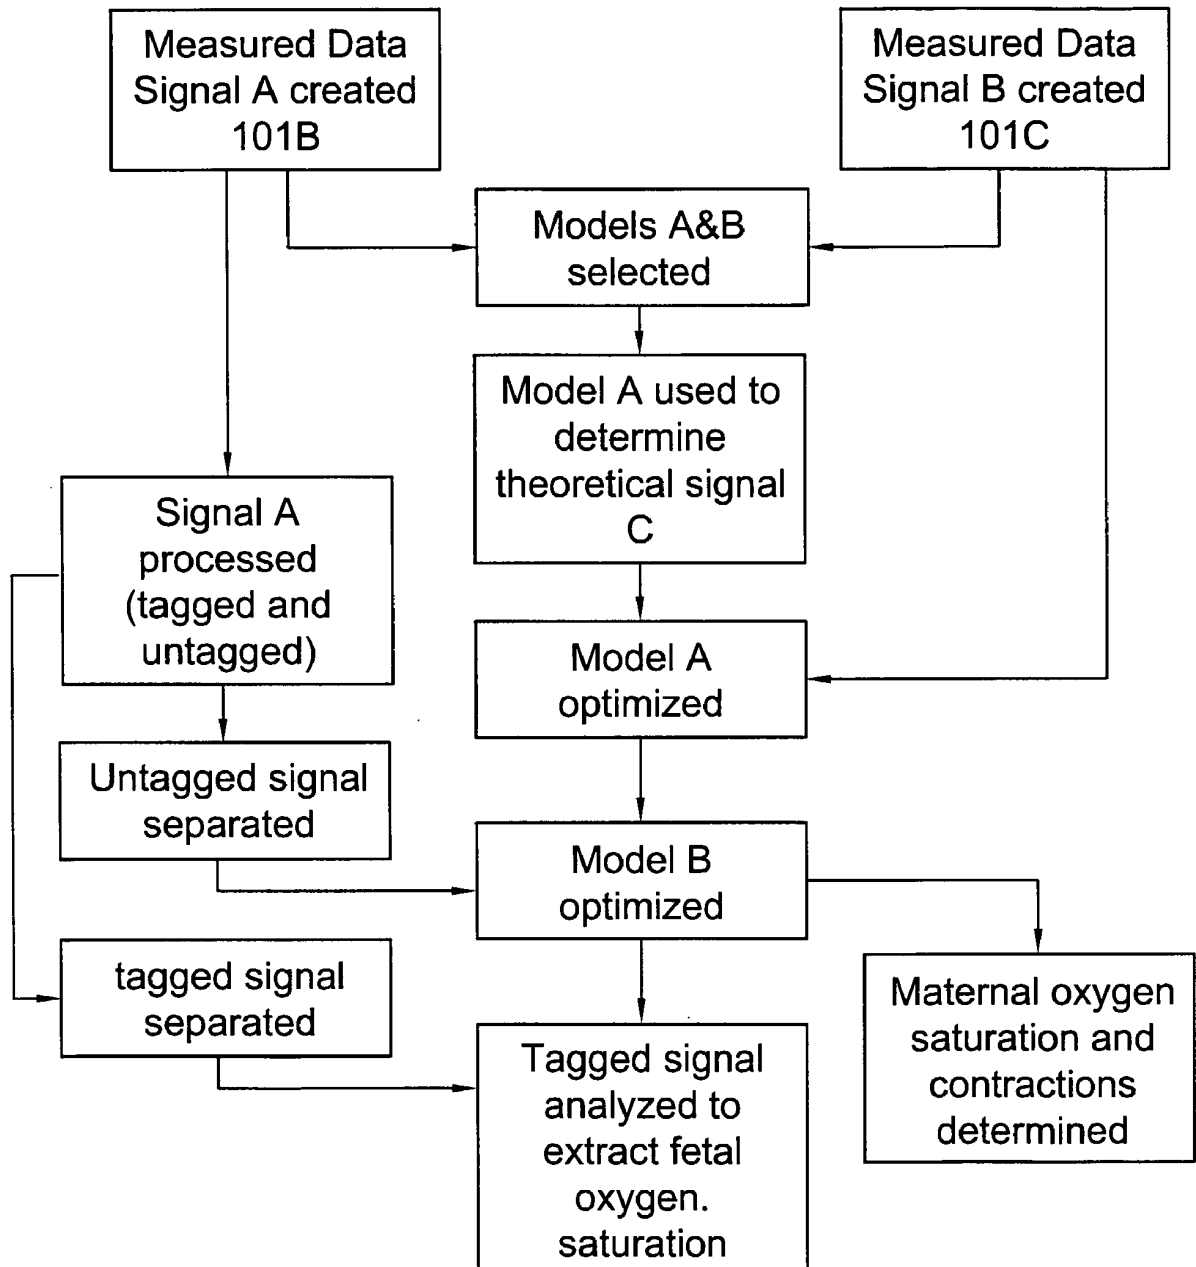 Measured Data
Signal A created
101B
Measured Data
Signal B created
101C
Models A&B
selected
Model A used to
determine
theoretical signal
C
Signal A
processed
(tagged and
untagged)
Model A
optimized
Untagged signal
separated
Model B
optimized
tagged signal
separated
Maternal oxygen
saturation and
contractions
determined
Tagged signal
analyzed to
extract fetal
oxygen.
saturation